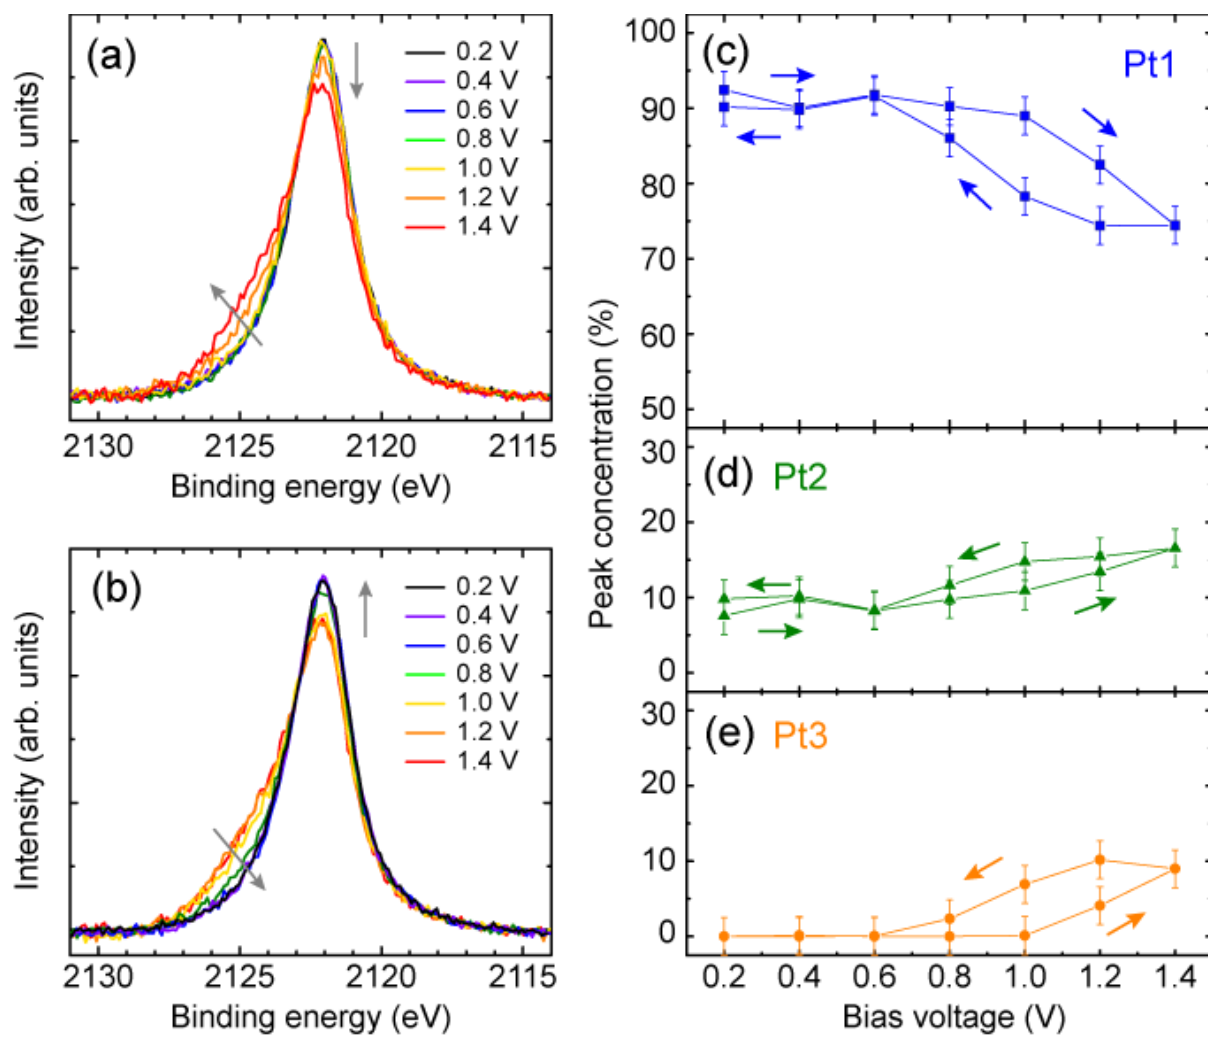 (a)
0.2 V
0.4 V
0.6 V
0.8 V
1.0 V
1.2 V
1.4 V
Intensity (arb. units)
2130 2125 2120 2115
Binding energy (eV)
(b)
0.2 V
0.4 V
0.6 V
0.8 V
1.0 V
1.2 V
1.4 V
Intensity (arb. units)
2130 2125 2120 2115
Binding energy (eV)
Peak concentration (%)
(c)
Pt1
100
90
80
70
60
50
(d) Pt2
30
20
10
0
(e) Pt3
30
20
10
0
0.2 0.4 0.6 0.8 1.0 1.2 1.4
Bias voltage (V)